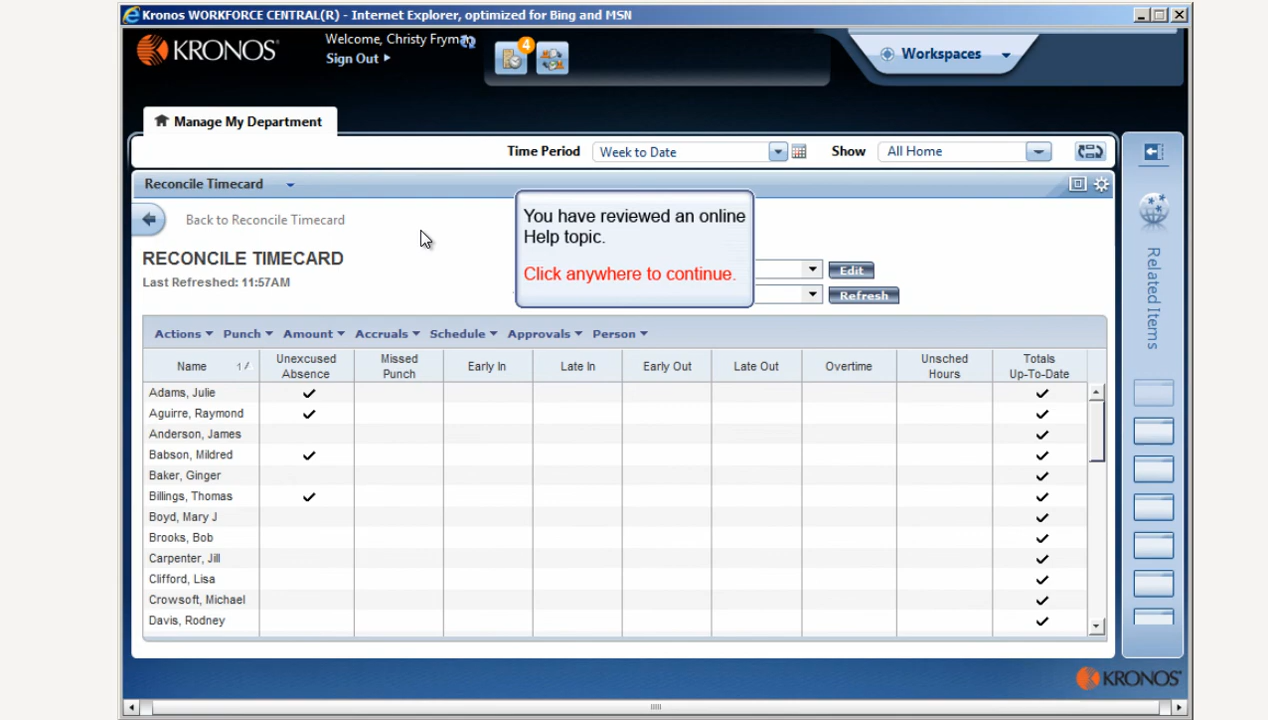 Kronos WORKFORCE CENTRAL(R) - Internet Explorer, optimized for Bing and MSN
KRONOS
Welcome, Christy Fryman
Sign Out
4
Workspaces
Manage My Department
Time Period Week to Date Show All Home
Reconcile Timecard
Back to Reconcile Timecard
You have reviewed an online
Help topic.
Click anywhere to continue.
RECONCILE TIMECARD
Last Refreshed: 11:57AM
Edit
Refresh
Related Items
Actions Punch Amount Accruals Schedule Approvals Person
Name 1 Unexcused Absence Missed Punch Early In Late In Early Out Late Out Overtime Unsched Hours Totals Up-To-Date
Adams, Julie
Aguirre, Raymond
Anderson, James
Babson, Mildred
Baker, Ginger
Billings, Thomas
Boyd, Mary J
Brooks, Bob
Carpenter, Jill
Clifford, Lisa
Crowsoft, Michael
Davis, Rodney
KRONOS